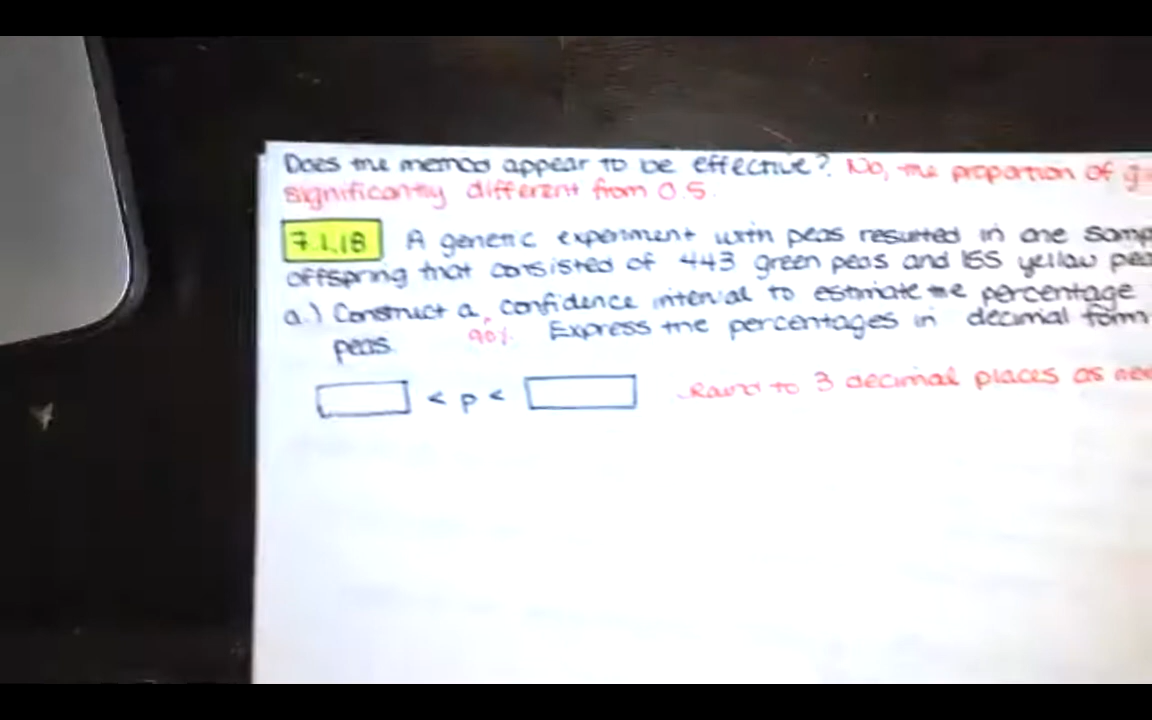 Does the method appear to be effective? No, the proportion of
significantly different from 0.5.
7.1.18 A genetic experiment with peas resulted in one
offspring that consisted of 443 green peas and 155 yellow
a.) Construct a confidence interval to estimate the percentage
peas. 90% Express the percentages in decimal form
< p < Round to 3 decimal places as